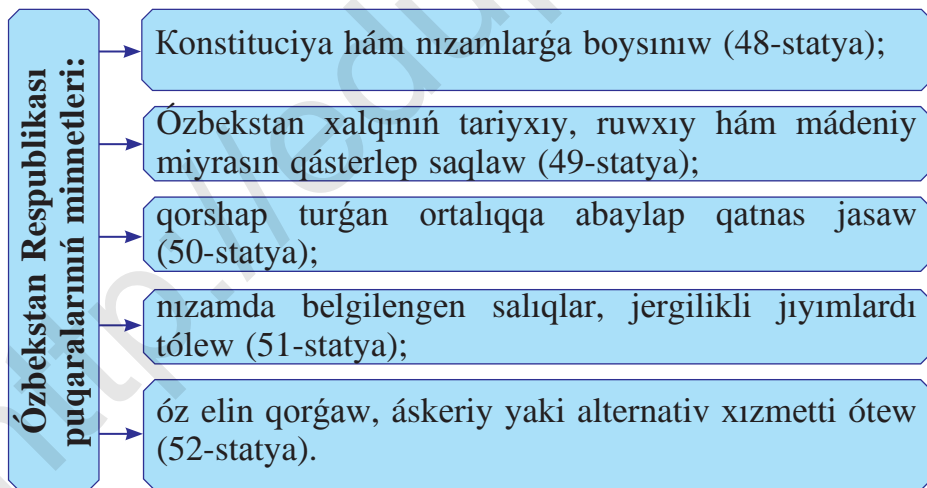 Ózbekstan Respublikası
puqaralarınıń minnetleri:
Konstituciya hám nızamlarǵa boysınıw (48-statya);
Ózbekstan xalqınıń tariyxıy, ruwxıy hám mádeniy
miyrasın qásterlep saqlaw (49-statya);
qorshap turǵan ortalıqqa abaylap qatnas jasaw
(50-statya);
nızamda belgilengen salıqlar, jergilikli jıyımlardı
tólew (51-statya);
óz elin qorǵaw, áskeriy yaki alternativ xızmetti ótew
(52-statya).